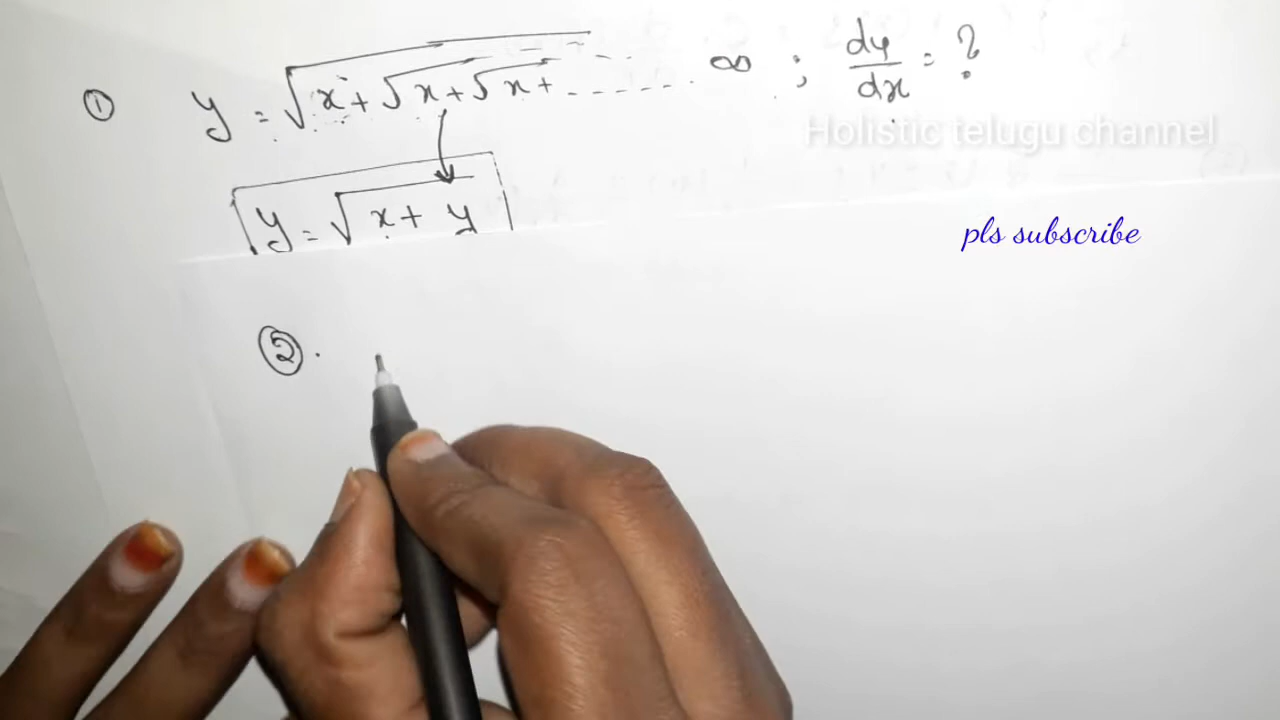 ① y = √x + √x + √x + ....... ∞ ; dy/dx = ?
Holistic telugu channel
y = √x + y
pls subscribe
②.